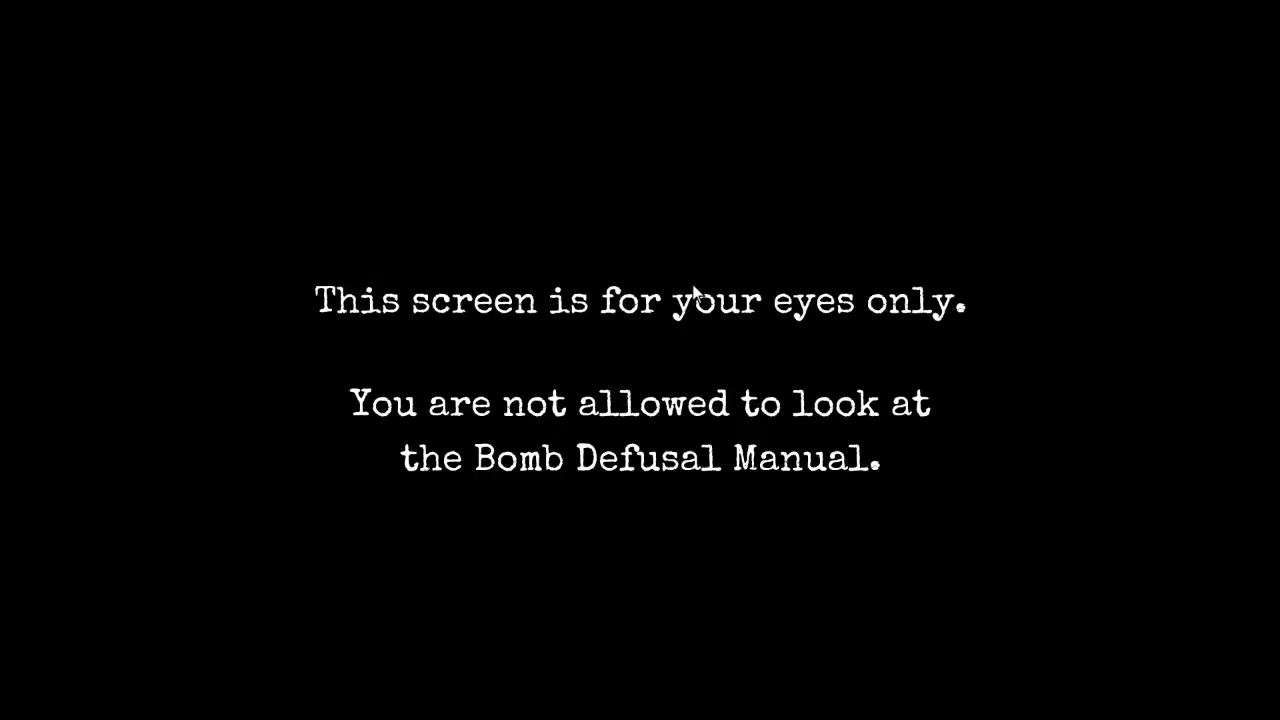 This screen is for your eyes only.
You are not allowed to look at
the Bomb Defusal Manual.